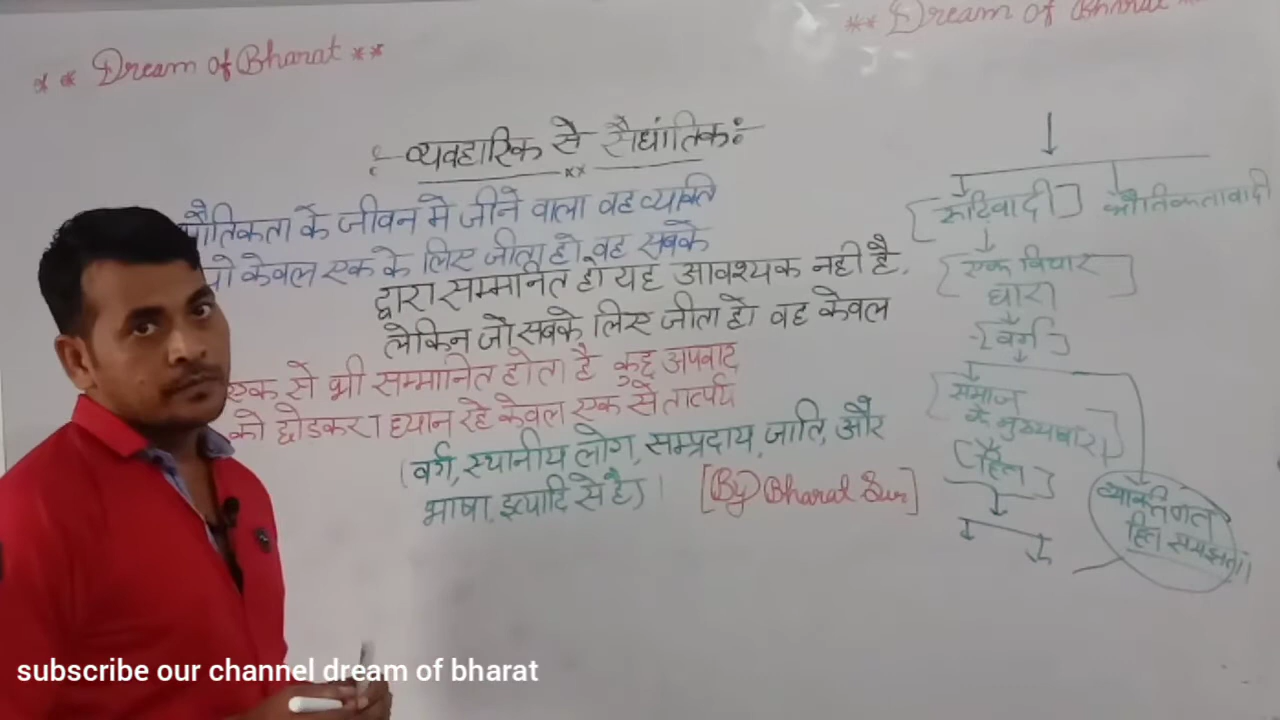 ** Dream of Bharat **
** Dream of Bharat
:- व्यवहारिक से सैधांतिक:
भौतिकता के जीवन मे जीने वाला वह व्यक्ति
जो केवल एक के लिए जीता हो वह सबके
द्वारा सम्मानित हो यह आवश्यक नही है,
लेकिन जो सबके लिए जीता हो वह केवल
एक से भी सम्मानित होता है कुछ अपवाद
को छोडकर। ध्यान रहे केवल एक से तात्पर्य
(वर्ग, स्थानीय लोग, सम्प्रदाय, जाति, और
भाषा, इत्यादि से है)।
[By Bharat Sur]
रूढिवादी
भौतिकतावादी
एक विचार
धारा
वर्ग
समाज
के मुख्यधारा
हित
व्यक्तिगत
हित समझता।
subscribe our channel dream of bharat